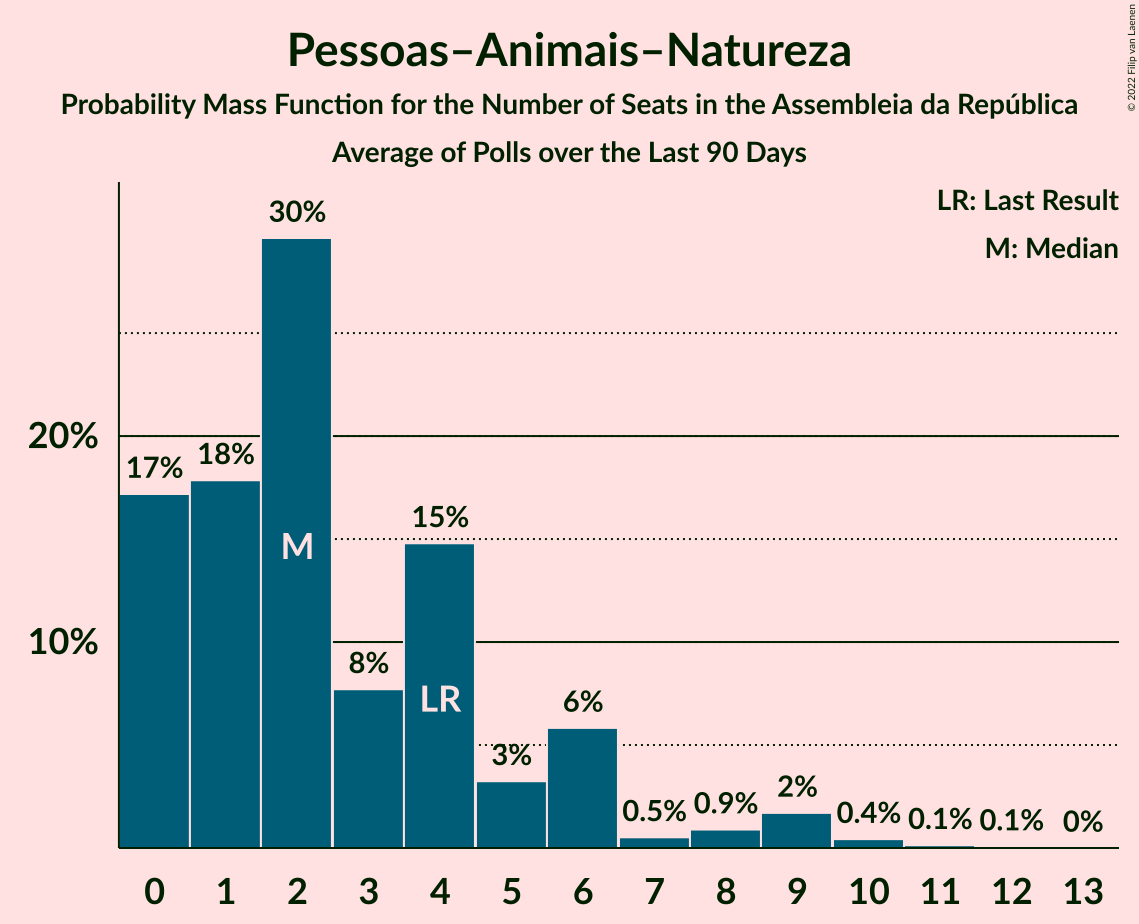 Pessoas–Animais–Natureza
Probability Mass Function for the Number of Seats in the Assembleia da República
Average of Polls over the Last 90 Days
© 2022 Filip van Laenen
LR: Last Result
M: Median
30%
20%
17%
18%
M
15%
10%
8%
LR
6%
3%
0.5%
0.9%
2%
0.4%
0.1%
0.1%
0%
0 1 2 3 4 5 6 7 8 9 10 11 12 13